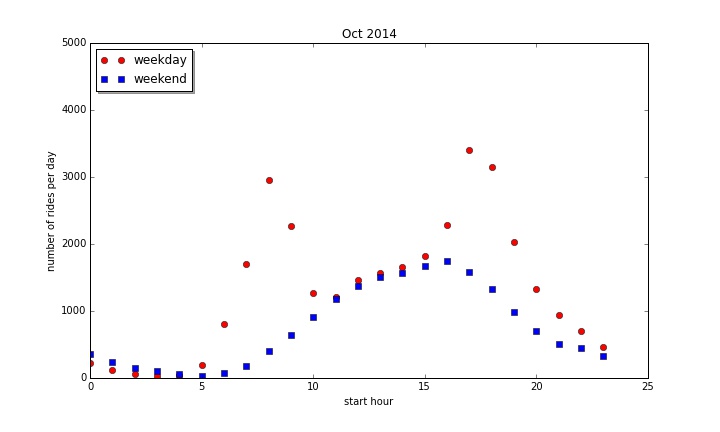 Oct 2014
weekday
weekend
5000
4000
3000
2000
1000
0
number of rides per day
0 5 10 15 20 25
start hour